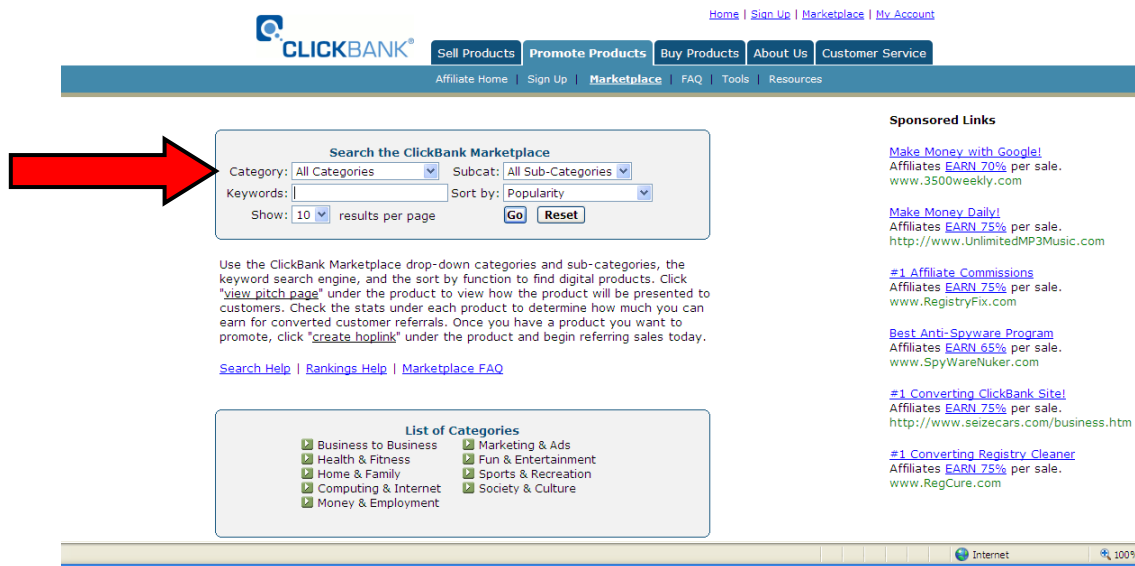 Home | Sign Up | Marketplace | My Account
CLICKBANK®
Sell Products Promote Products Buy Products About Us Customer Service
Affiliate Home | Sign Up | Marketplace | FAQ | Tools | Resources
Search the ClickBank Marketplace
Category: All Categories Subcat: All Sub-Categories
Keywords: Sort by: Popularity
Show: 10 results per page Go Reset
Use the ClickBank Marketplace drop-down categories and sub-categories, the
keyword search engine, and the sort by function to find digital products. Click
"view pitch page" under the product to view how the product will be presented to
customers. Check the stats under each product to determine how much you can
earn for converted customer referrals. Once you have a product you want to
promote, click "create hoplink" under the product and begin referring sales today.
Search Help | Rankings Help | Marketplace FAQ
List of Categories
Business to Business Marketing & Ads
Health & Fitness Fun & Entertainment
Home & Family Sports & Recreation
Computing & Internet Society & Culture
Money & Employment
Sponsored Links
Make Money with Google!
Affiliates EARN 70% per sale.
www.3500weekly.com
Make Money Daily!
Affiliates EARN 75% per sale.
http://www.UnlimitedMP3Music.com
#1 Affiliate Commissions
Affiliates EARN 75% per sale.
www.RegistryFix.com
Best Anti-Spyware Program
Affiliates EARN 65% per sale.
www.SpyWareNuker.com
#1 Converting ClickBank Site!
Affiliates EARN 75% per sale.
http://www.seizecars.com/business.htm
#1 Converting Registry Cleaner
Affiliates EARN 75% per sale.
www.RegCure.com
Internet 100%